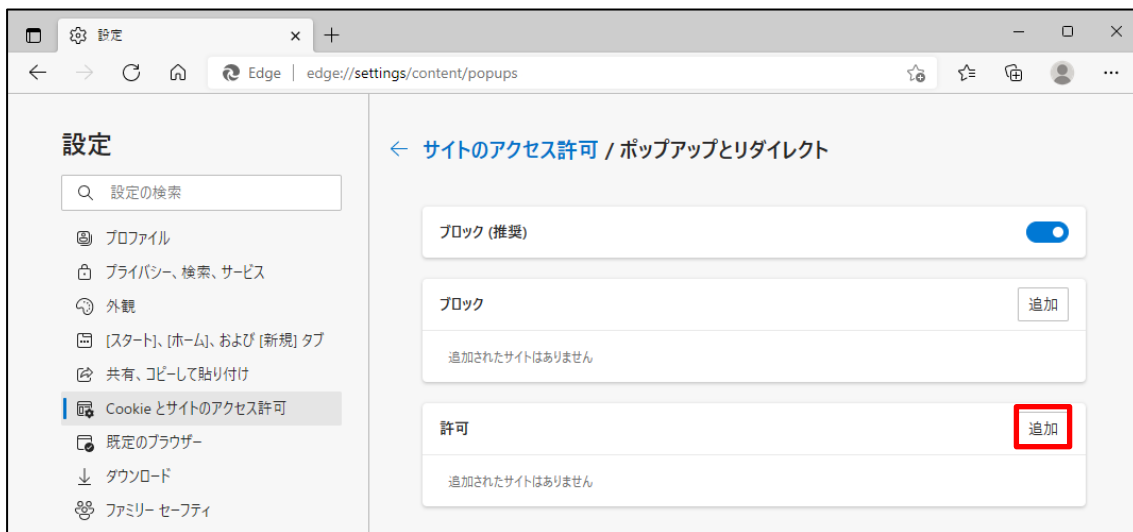 設定
Edge | edge://settings/content/popups
設定
設定の検索
プロファイル
プライバシー、検索、サービス
外観
[スタート]、[ホーム]、および [新規] タブ
共有、コピーして貼り付け
Cookie とサイトのアクセス許可
既定のブラウザー
ダウンロード
ファミリー セーフティ
サイトのアクセス許可 / ポップアップとリダイレクト
ブロック (推奨)
ブロック
追加
追加されたサイトはありません
許可
追加
追加されたサイトはありません